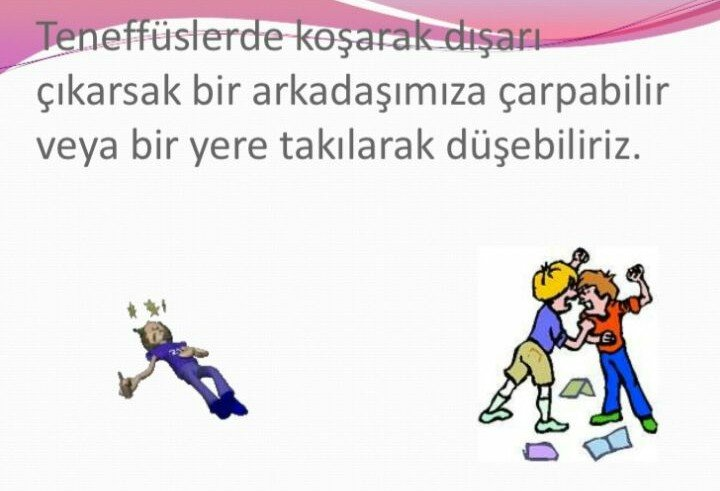 Teneffüslerde koşarak dışarı
çıkarsak bir arkadaşımıza çarpabilir
veya bir yere takılarak düşebiliriz.